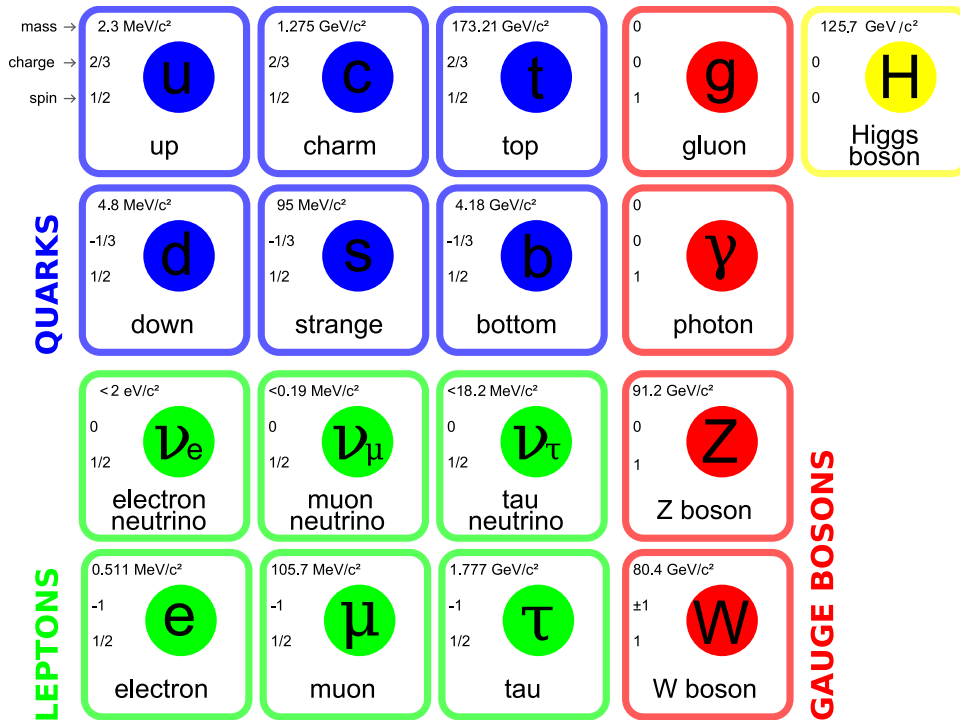 mass →
charge →
spin →
2.3 MeV/c²
2/3
1/2
u
up
1.275 GeV/c²
2/3
1/2
c
charm
173.21 GeV/c²
2/3
1/2
t
top
0
0
1
g
gluon
125.7 GeV/c²
0
0
H
Higgs
boson
QUARKS
4.8 MeV/c²
-1/3
1/2
d
down
95 MeV/c²
-1/3
1/2
s
strange
4.18 GeV/c²
-1/3
1/2
b
bottom
0
0
1
γ
photon
<2 eV/c²
0
1/2
νe
electron
neutrino
<0.19 MeV/c²
0
1/2
νμ
muon
neutrino
<18.2 MeV/c²
0
1/2
ντ
tau
neutrino
91.2 GeV/c²
0
1
Z
Z boson
LEPTONS
0.511 MeV/c²
-1
1/2
e
electron
105.7 MeV/c²
-1
1/2
μ
muon
1.777 GeV/c²
-1
1/2
τ
tau
80.4 GeV/c²
±1
1
W
W boson
GAUGE BOSONS